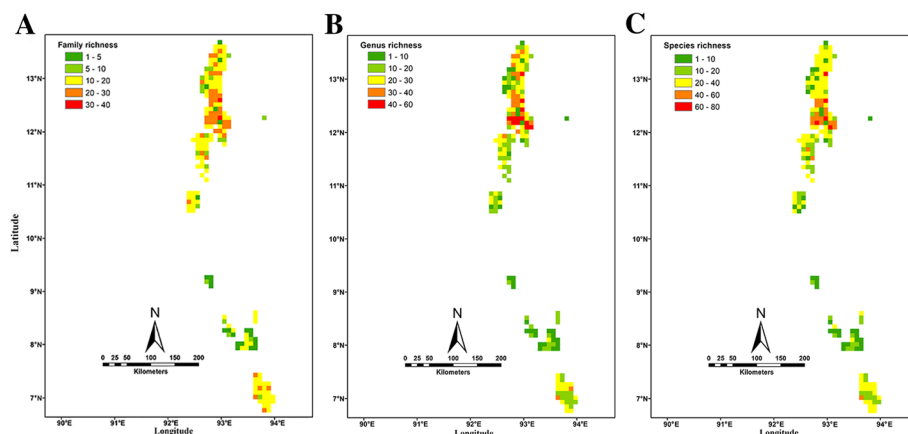 A
Family richness
1 - 5
5 - 10
10 - 20
20 - 30
30 - 40
13°N
12°N
11°N
10°N
9°N
8°N
7°N
Latitude
N
0 25 50 100 150 200
Kilometers
90°E 91°E 92°E 93°E 94°E
Longitude
B
Genus richness
1 - 10
10 - 20
20 - 30
30 - 40
40 - 60
13°N
12°N
11°N
10°N
9°N
8°N
7°N
N
0 25 50 100 150 200
Kilometers
90°E 91°E 92°E 93°E 94°E
Longitude
C
Species richness
1 - 10
10 - 20
20 - 40
40 - 60
60 - 80
13°N
12°N
11°N
10°N
9°N
8°N
7°N
N
0 25 50 100 150 200
Kilometers
90°E 91°E 92°E 93°E 94°E
Longitude